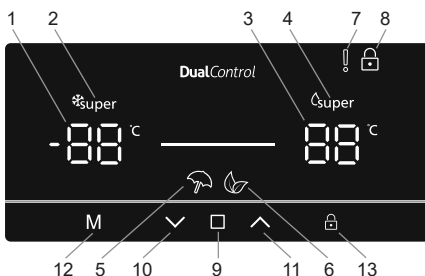 1 2 3 4 7 8
DualControl
super super
-88 °C 88 °C
M
12 5 10 9 11 6 13